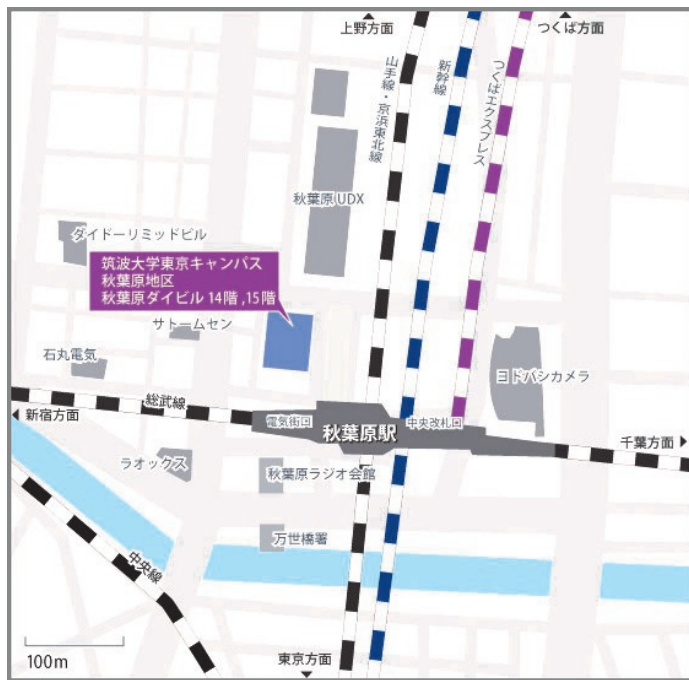 上野方面
つくば方面
山手線・京浜東北線
新幹線
つくばエクスプレス
秋葉原 UDX
ダイドーリミッドビル
筑波大学東京キャンパス
秋葉原地区
秋葉原ダイビル 14階 ,15階
サトームセン
石丸電気
ヨドバシカメラ
総武線
新宿方面
電気街口
秋葉原駅
中央改札口
千葉方面
ラオックス
秋葉原ラジオ会館
万世橋署
中央線
100m
東京方面